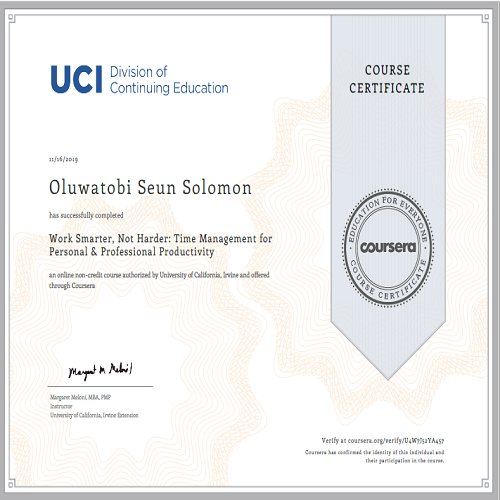 UCI Division of
Continuing Education
COURSE
CERTIFICATE
11/16/2019
Oluwatobi Seun Solomon
has successfully completed
Work Smarter, Not Harder: Time Management for
Personal & Professional Productivity
an online non-credit course authorized by University of California, Irvine and offered
through Coursera
EDUCATION FOR EVERYONE
coursera
COURSE CERTIFICATE
Margaret Meloni, MBA, PMP
Instructor
University of California, Irvine Extension
Verify at coursera.org/verify/U4W7J52YA457
Coursera has confirmed the identity of this individual and
their participation in the course.